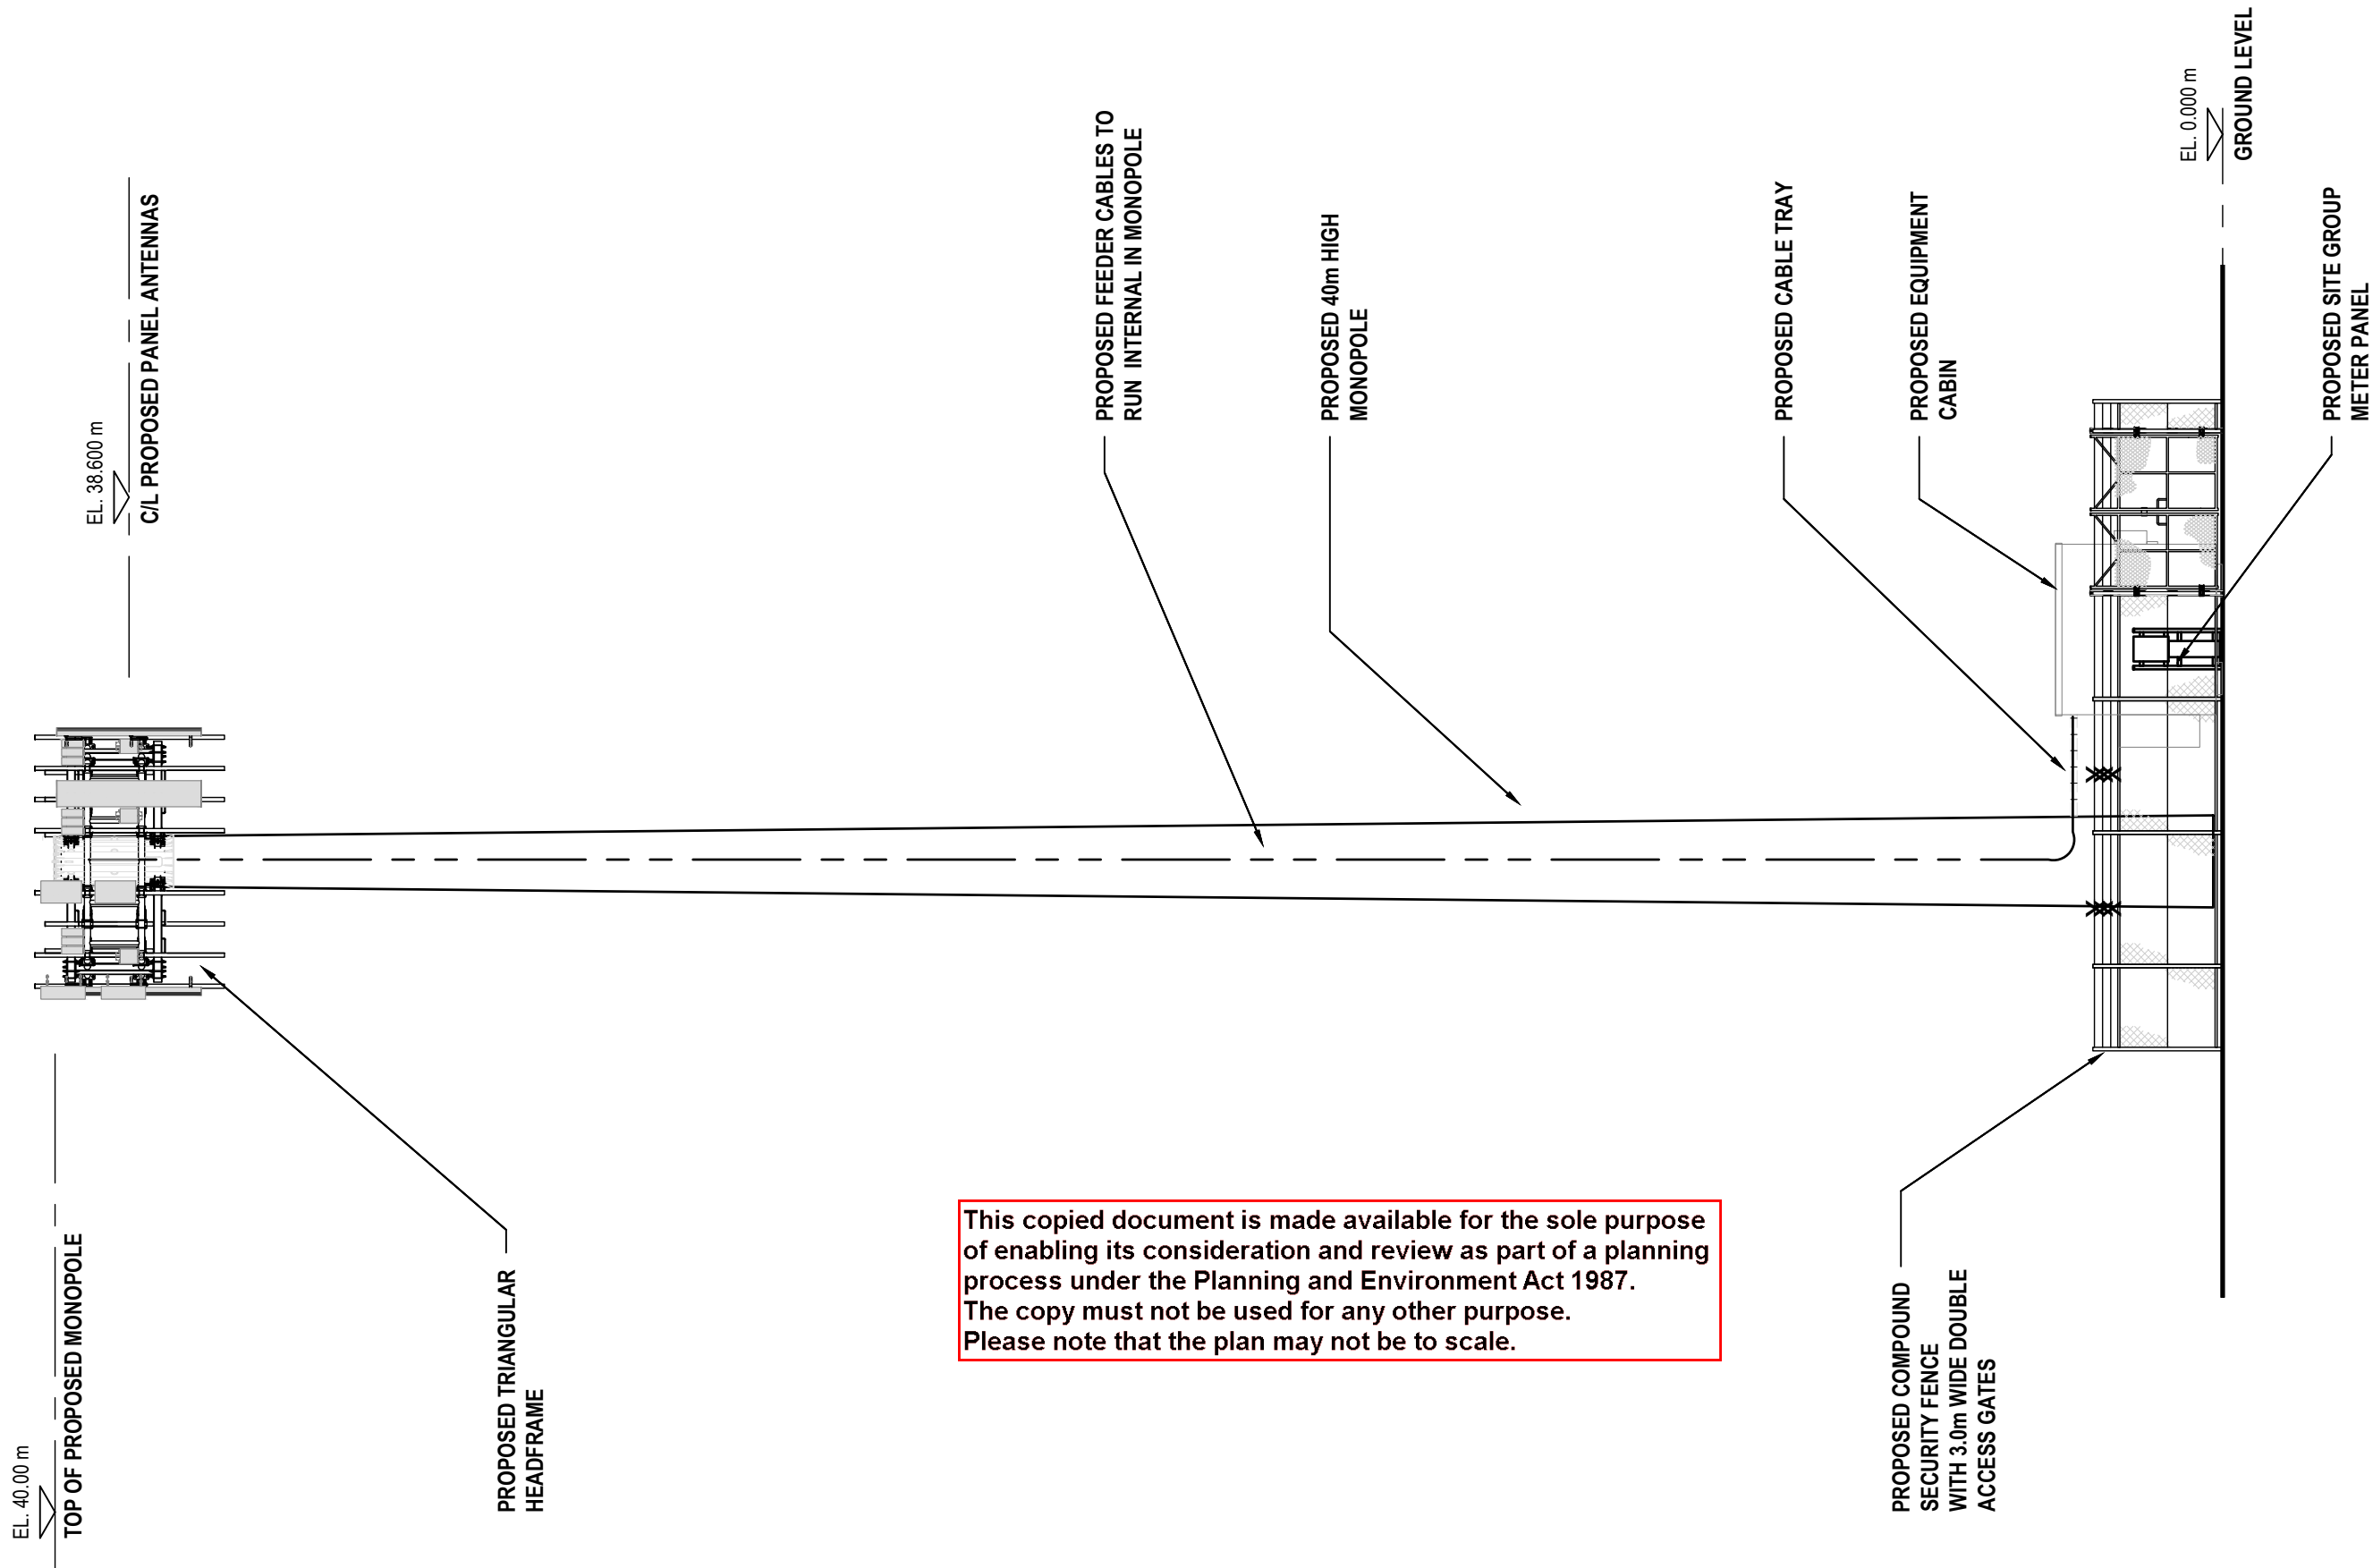 EL. 40.00 m
TOP OF PROPOSED MONOPOLE
EL. 38.600 m
C/L PROPOSED PANEL ANTENNAS
PROPOSED TRIANGULAR
HEADFRAME
PROPOSED FEEDER CABLES TO
RUN INTERNAL IN MONOPOLE
PROPOSED 40m HIGH
MONOPOLE
PROPOSED CABLE TRAY
PROPOSED EQUIPMENT
CABIN
PROPOSED COMPOUND
SECURITY FENCE
WITH 3.0m WIDE DOUBLE
ACCESS GATES
EL. 0.000 m
GROUND LEVEL
PROPOSED SITE GROUP
METER PANEL
This copied document is made available for the sole purpose
of enabling its consideration and review as part of a planning
process under the Planning and Environment Act 1987.
The copy must not be used for any other purpose.
Please note that the plan may not be to scale.